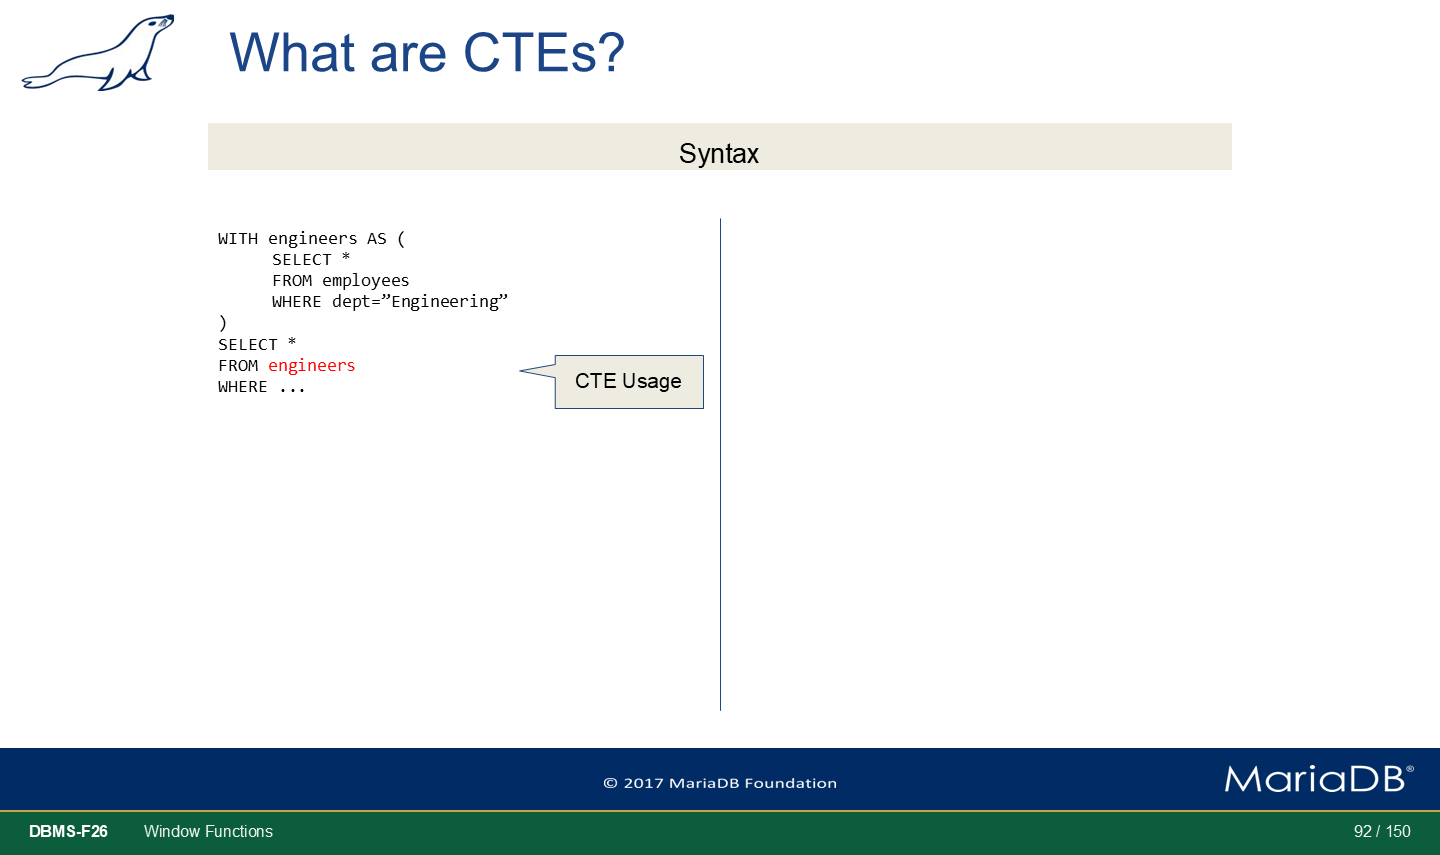 What are CTEs?
Syntax
WITH engineers AS (
SELECT *
FROM employees
WHERE dept=”Engineering”
)
SELECT *
FROM engineers
WHERE ...
CTE Usage
© 2017 MariaDB Foundation
MariaDB®
DBMS-F26 Window Functions 92 / 150